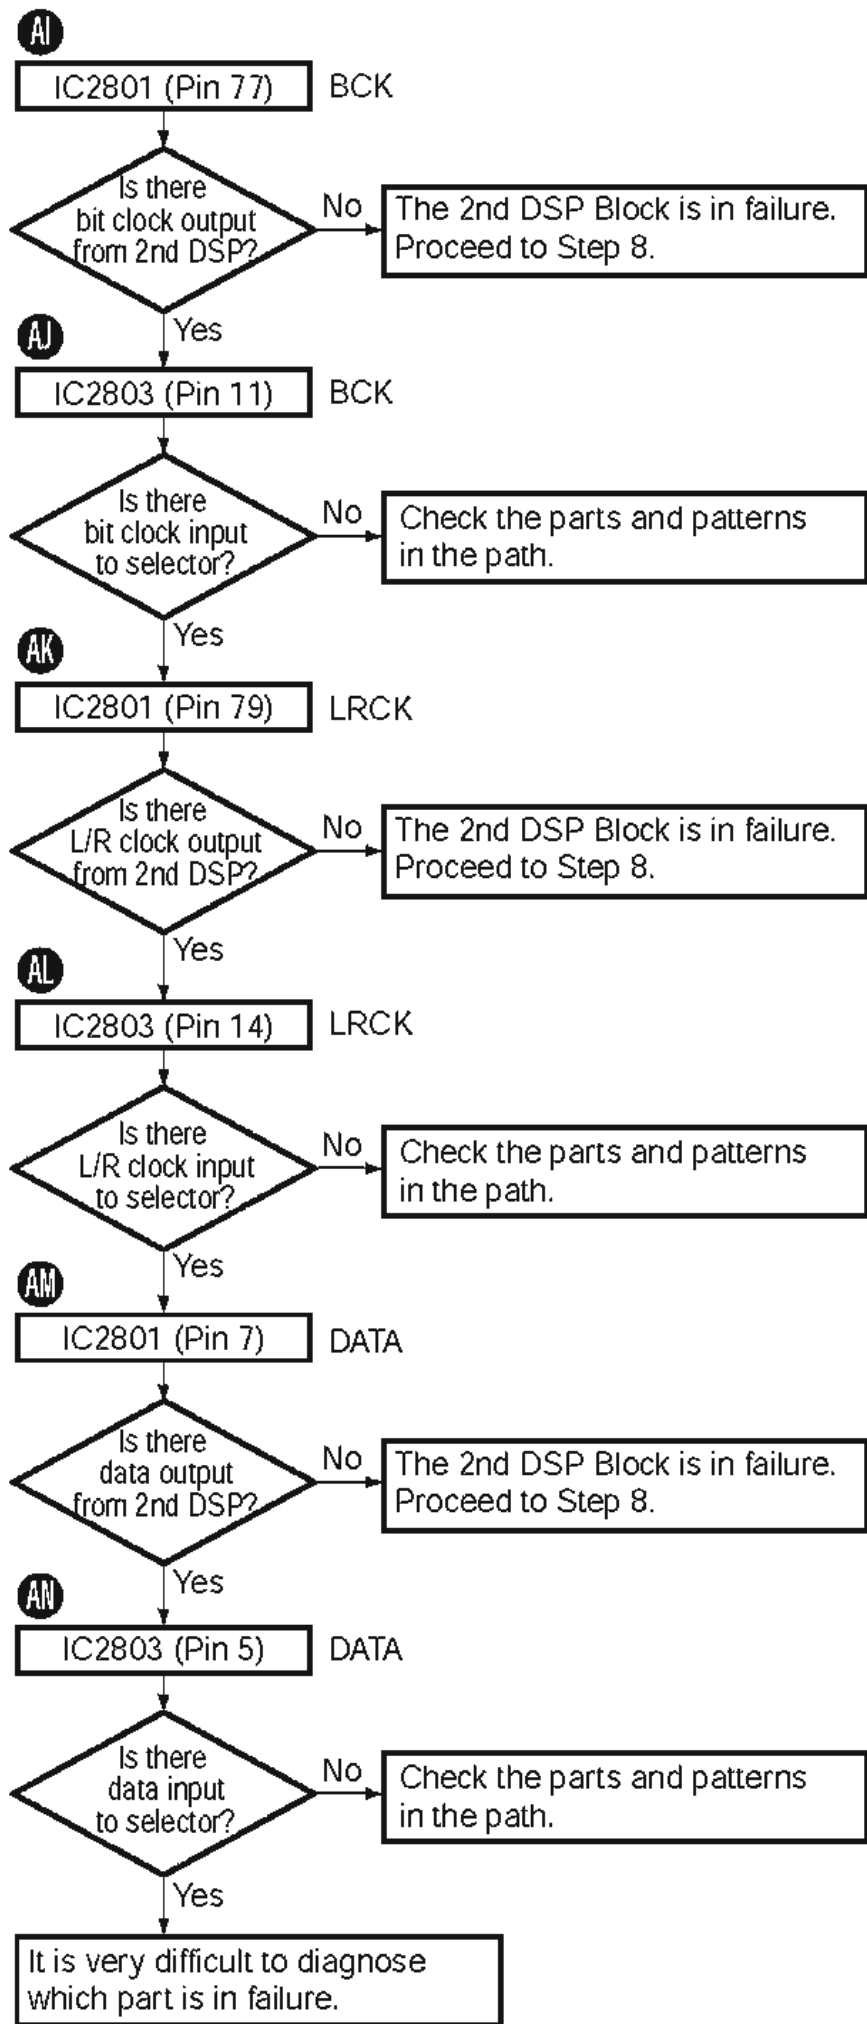 AI
IC2801 (Pin 77) BCK
Is there
bit clock output
from 2nd DSP?
No
The 2nd DSP Block is in failure.
Proceed to Step 8.
Yes
AJ
IC2803 (Pin 11) BCK
Is there
bit clock input
to selector?
No
Check the parts and patterns
in the path.
Yes
AK
IC2801 (Pin 79) LRCK
Is there
L/R clock output
from 2nd DSP?
No
The 2nd DSP Block is in failure.
Proceed to Step 8.
Yes
AL
IC2803 (Pin 14) LRCK
Is there
L/R clock input
to selector?
No
Check the parts and patterns
in the path.
Yes
AM
IC2801 (Pin 7) DATA
Is there
data output
from 2nd DSP?
No
The 2nd DSP Block is in failure.
Proceed to Step 8.
Yes
AN
IC2803 (Pin 5) DATA
Is there
data input
to selector?
No
Check the parts and patterns
in the path.
Yes
It is very difficult to diagnose
which part is in failure.